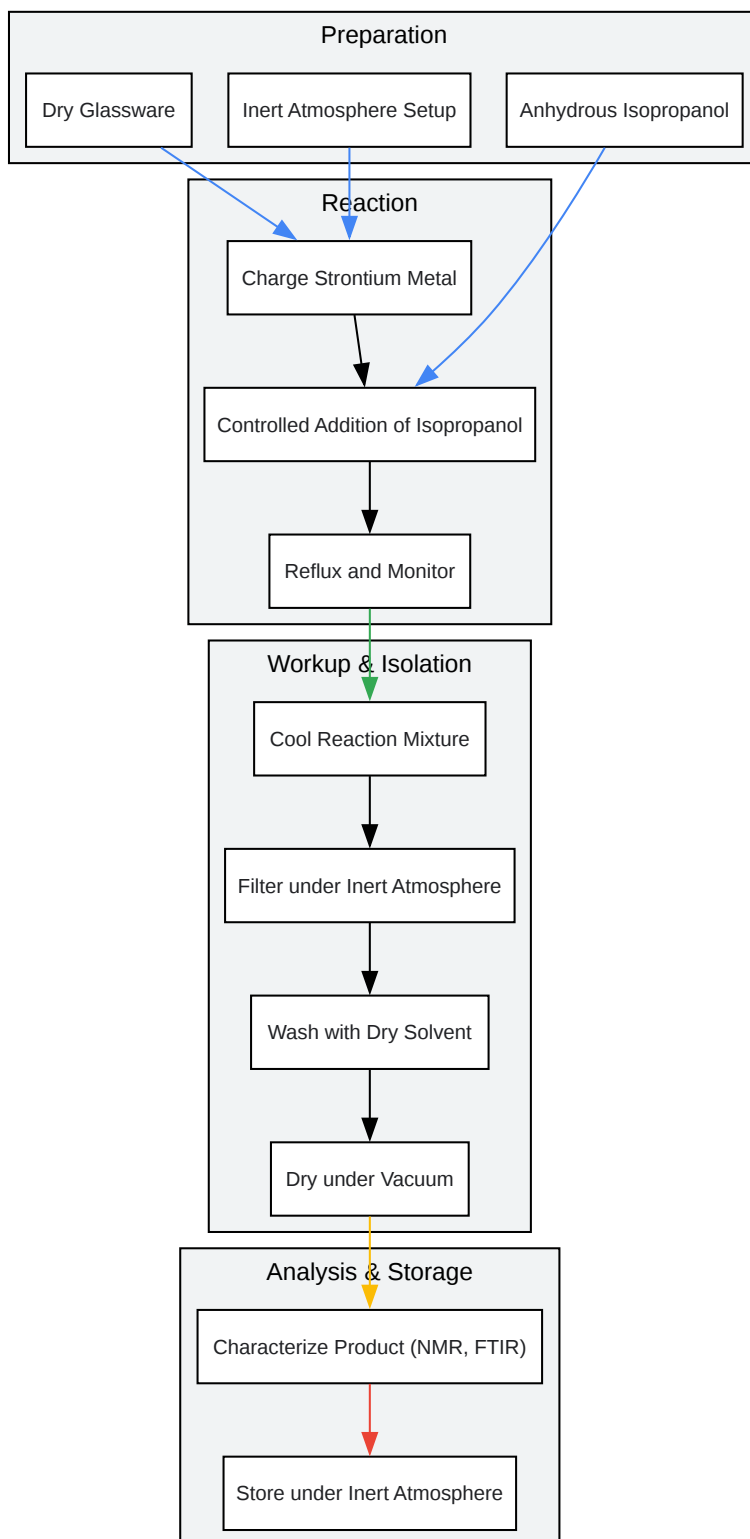 Preparation
Dry Glassware
Inert Atmosphere Setup
Anhydrous Isopropanol
Reaction
Charge Strontium Metal
Controlled Addition of Isopropanol
Reflux and Monitor
Workup & Isolation
Cool Reaction Mixture
Filter under Inert Atmosphere
Wash with Dry Solvent
Dry under Vacuum
Analysis & Storage
Characterize Product (NMR, FTIR)
Store under Inert Atmosphere